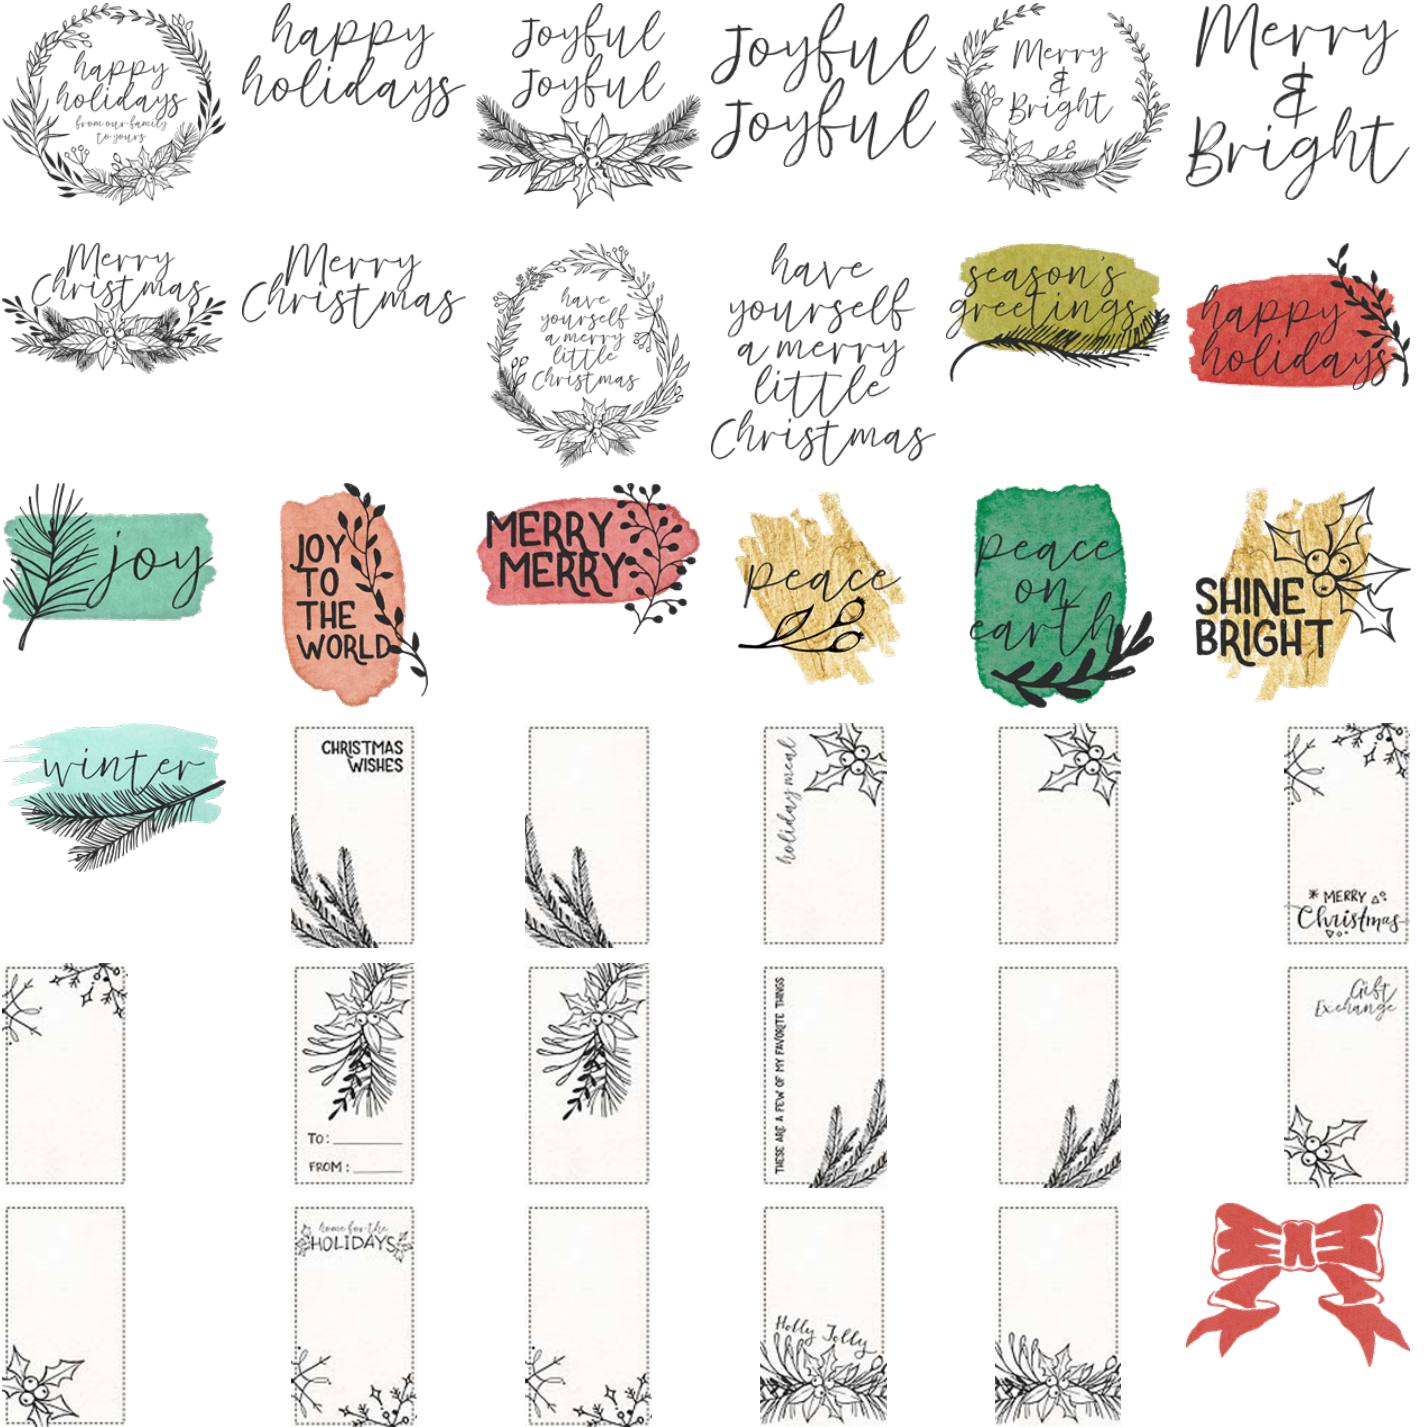 happy
holidays
from our family
to yours
happy
holidays
Joyful
Joyful
Joyful
Joyful
Merry
&
Bright
Merry
&
Bright
Merry
Christmas
Merry
Christmas
have
yourself
a merry
little
Christmas
have
yourself
a merry
little
Christmas
season's
greetings
happy
holidays
joy
JOY
TO
THE
WORLD
MERRY
MERRY
peace
peace
on
earth
SHINE
BRIGHT
winter
CHRISTMAS
WISHES
holiday meal
MERRY
Christmas
TO:
FROM:
THESE ARE A FEW OF MY FAVORITE THINGS
Gift
Exchange
home for the
HOLIDAYS
Holly Jolly